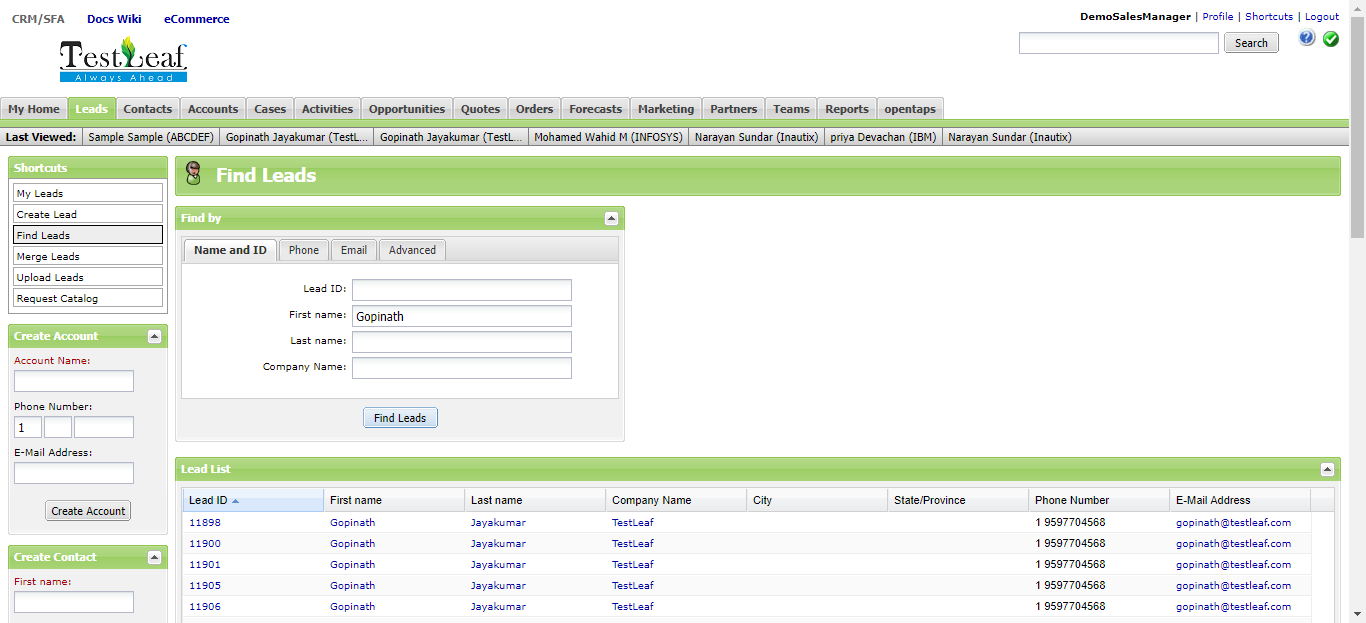 CRM/SFA Docs Wiki eCommerce
DemoSalesManager | Profile | Shortcuts | Logout
TestLeaf
Always Ahead
Search
My Home Leads Contacts Accounts Cases Activities Opportunities Quotes Orders Forecasts Marketing Partners Teams Reports opentaps
Last Viewed: Sample Sample (ABCDEF) Gopinath Jayakumar (TestL... Gopinath Jayakumar (TestL... Mohamed Wahid M (INFOSYS) Narayan Sundar (Inautix) priya Devachan (IBM) Narayan Sundar (Inautix)
Shortcuts
My Leads
Create Lead
Find Leads
Merge Leads
Upload Leads
Request Catalog
Create Account
Account Name:
Phone Number:
1
E-Mail Address:
Create Account
Create Contact
First name:
Find Leads
Find by
Name and ID Phone Email Advanced
Lead ID:
First name: Gopinath
Last name:
Company Name:
Find Leads
Lead List
Lead ID First name Last name Company Name City State/Province Phone Number E-Mail Address
11898 Gopinath Jayakumar TestLeaf 1 9597704568 gopinath@testleaf.com
11900 Gopinath Jayakumar TestLeaf 1 9597704568 gopinath@testleaf.com
11901 Gopinath Jayakumar TestLeaf 1 9597704568 gopinath@testleaf.com
11905 Gopinath Jayakumar TestLeaf 1 9597704568 gopinath@testleaf.com
11906 Gopinath Jayakumar TestLeaf 1 9597704568 gopinath@testleaf.com